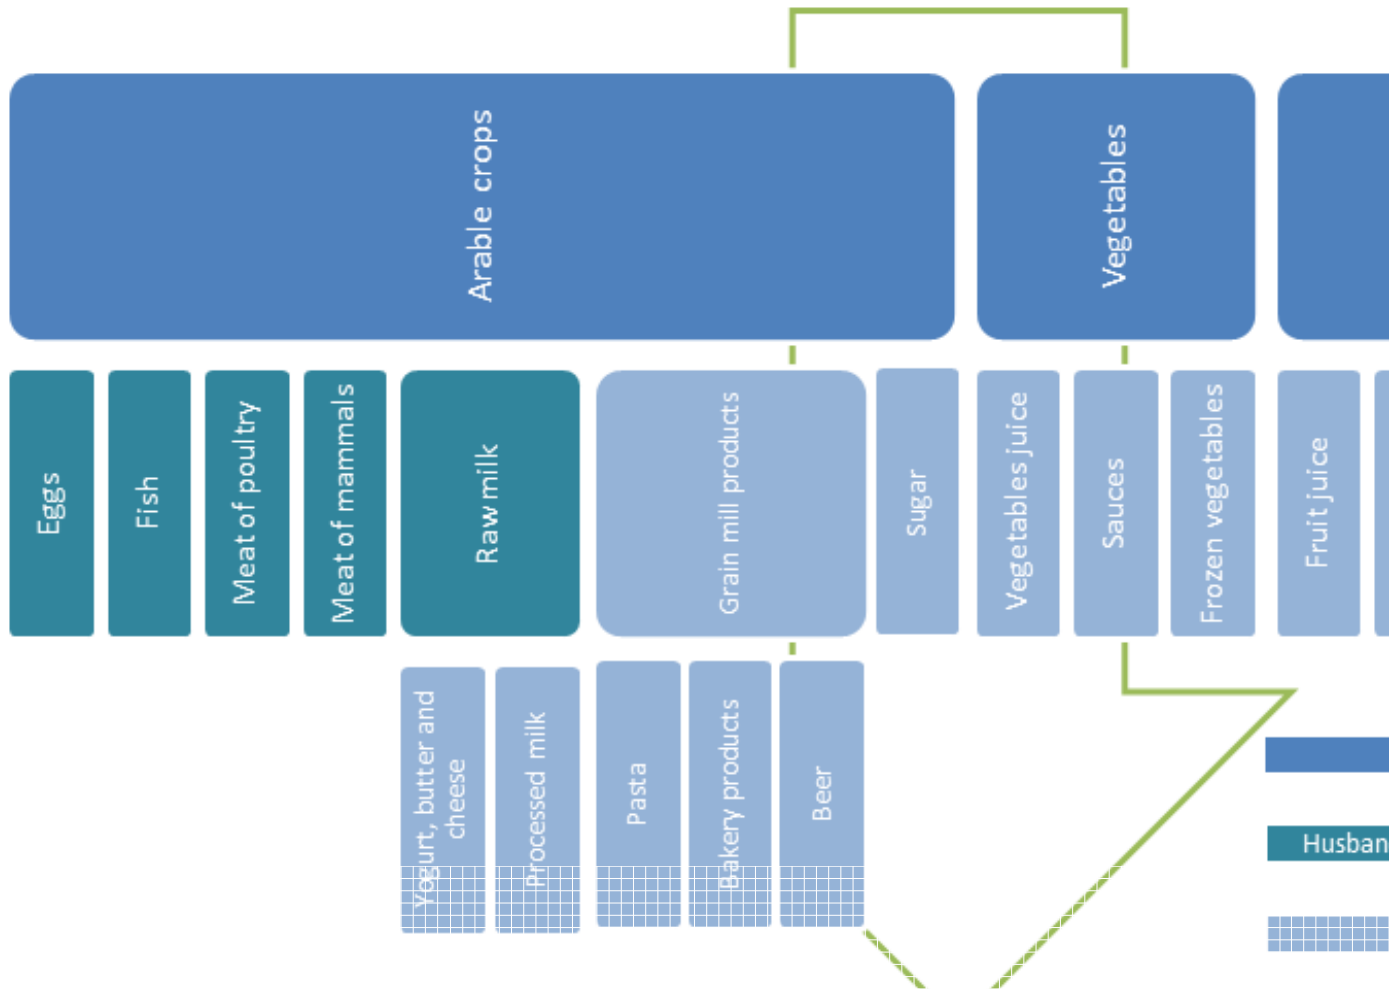 Arable crops
Vegetables
Eggs
Fish
Meat of poultry
Meat of mammals
Raw milk
Grain mill products
Sugar
Vegetables juice
Sauces
Frozen vegetables
Fruit juice
Yogurt, butter and
cheese
Processed milk
Pasta
Bakery products
Beer
Husban